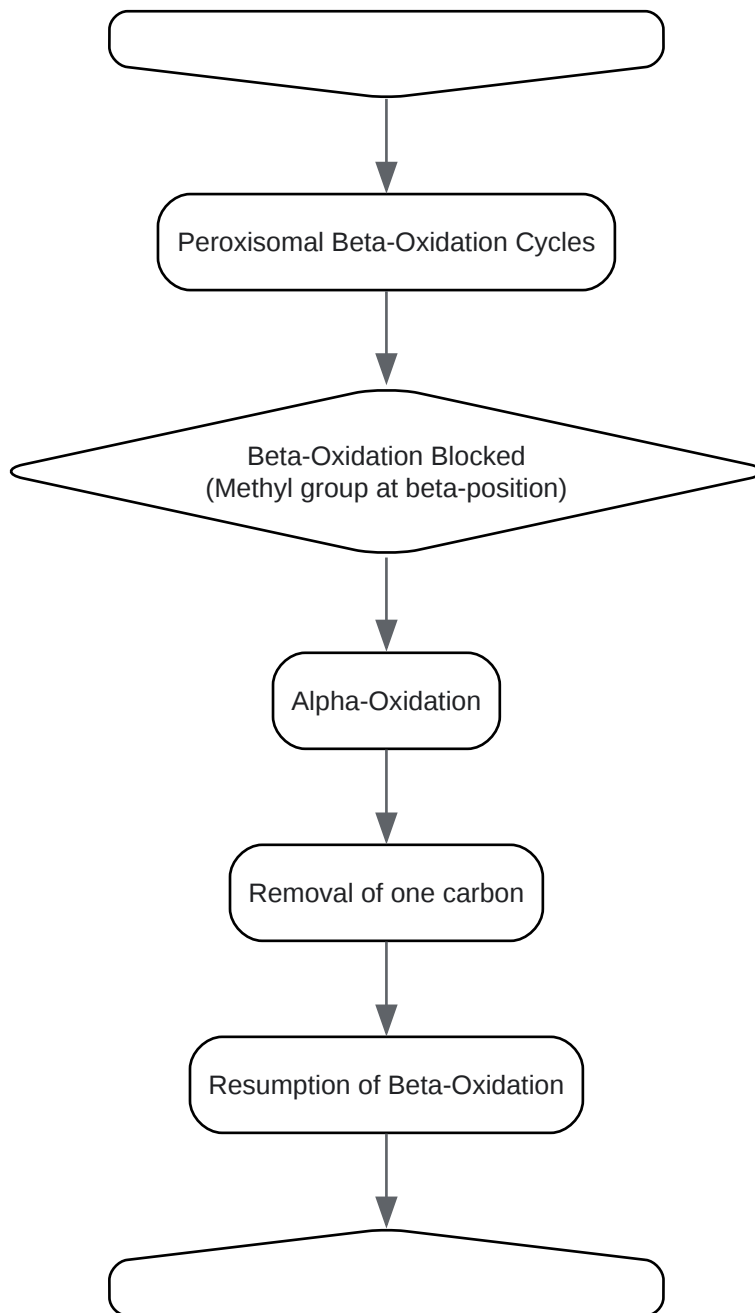 Peroxisomal Beta-Oxidation Cycles
Beta-Oxidation Blocked
(Methyl group at beta-position)
Alpha-Oxidation
Removal of one carbon
Resumption of Beta-Oxidation